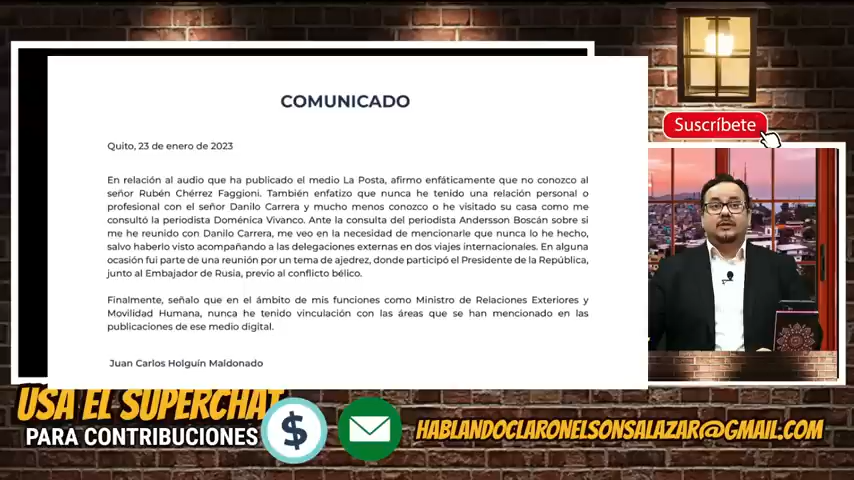 COMUNICADO
Quito, 23 de enero de 2023
En relación al audio que ha publicado el medio La Posta, afirmo enfáticamente que no conozco al
señor Rubén Chérrez Faggioni. También enfatizo que nunca he tenido una relación personal o
profesional con el señor Danilo Carrera y mucho menos conozco o he visitado su casa como me
consultó la periodista Doménica Vivanco. Ante la consulta del periodista Andersson Boscán sobre si
me he reunido con Danilo Carrera, me veo en la necesidad de mencionarle que nunca lo he hecho,
salvo haberlo visto acompañando a las delegaciones externas en dos viajes internacionales. En alguna
ocasión fui parte de una reunión por un tema de ajedrez, donde participó el Presidente de la República,
junto al Embajador de Rusia, previo al conflicto bélico.
Finalmente, señalo que en el ámbito de mis funciones como Ministro de Relaciones Exteriores y
Movilidad Humana, nunca he tenido vinculación con las áreas que se han mencionado en las
publicaciones de ese medio digital.
Juan Carlos Holguín Maldonado
Suscríbete
USA EL SUPERCHAT
PARA CONTRIBUCIONES
$
HABLANDOCLARONELSONSALAZAR@GMAIL.COM